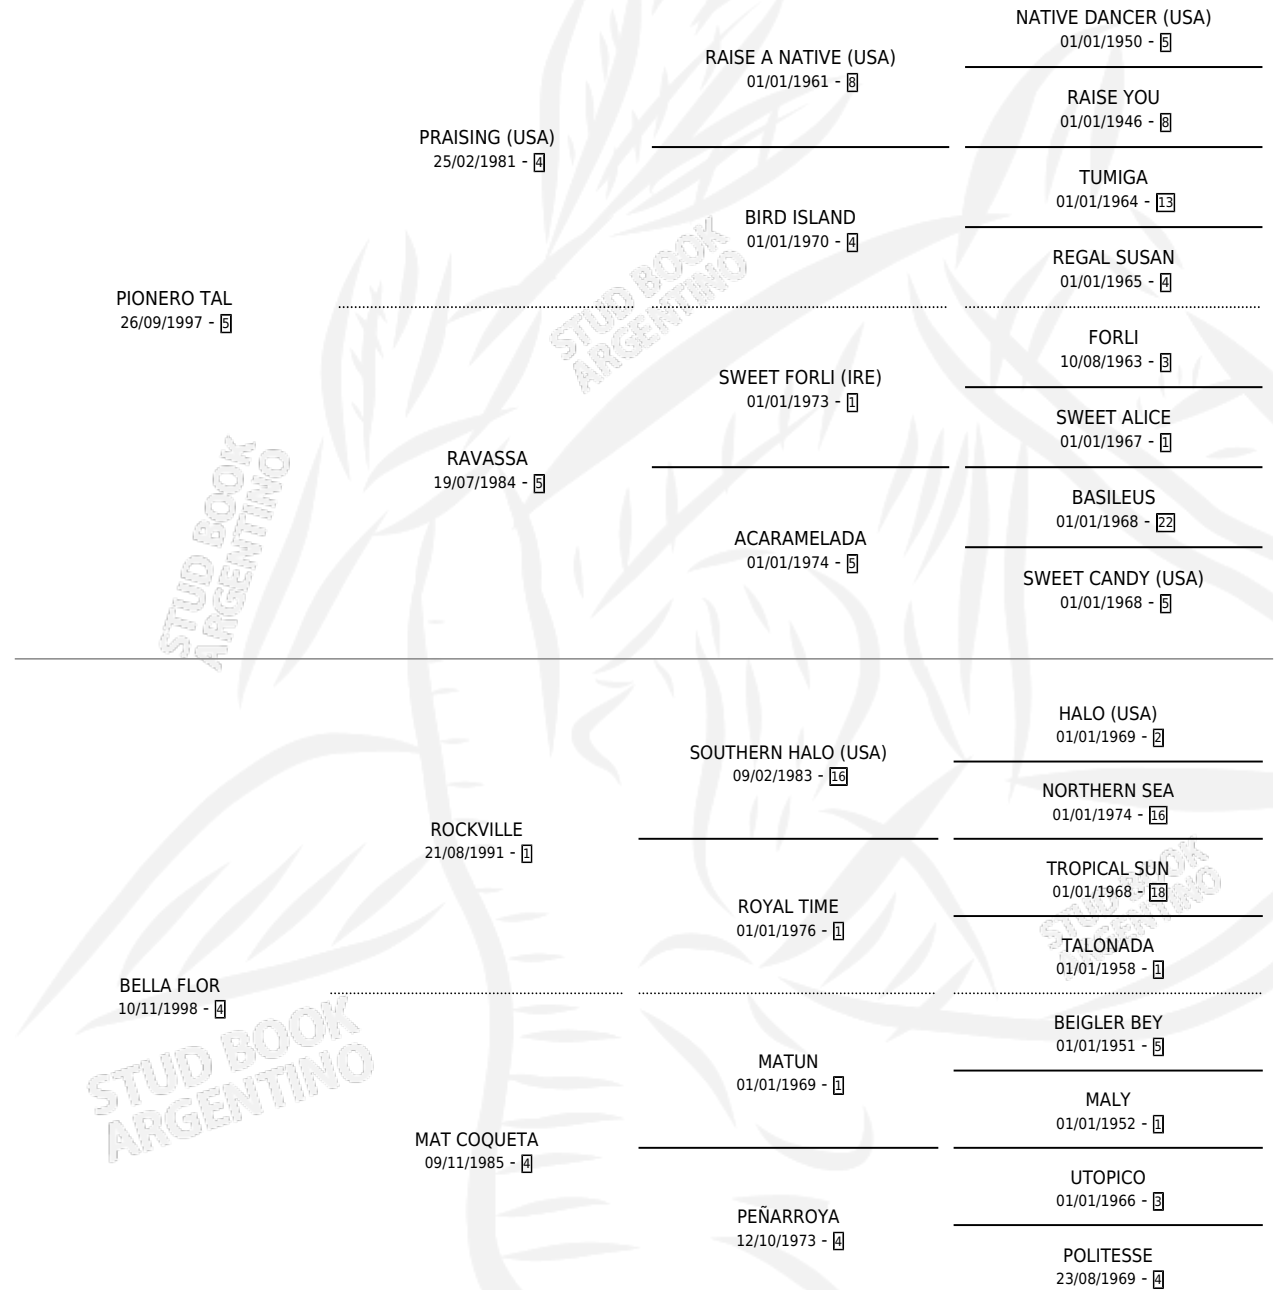 NATIVE DANCER (USA)
01/01/1950 - 5
RAISE A NATIVE (USA)
01/01/1961 - 8
RAISE YOU
01/01/1946 - 8
PRAISING (USA)
25/02/1981 - 4
TUMIGA
01/01/1964 - 13
BIRD ISLAND
01/01/1970 - 4
REGAL SUSAN
01/01/1965 - 4
PIONERO TAL
26/09/1997 - 5
STUD BOOK
ARGENTINO
FORLI
10/08/1963 - 3
SWEET FORLI (IRE)
01/01/1973 - 1
SWEET ALICE
01/01/1967 - 1
RAVASSA
19/07/1984 - 5
STUD BOOK
ARGENTINO
BASILEUS
01/01/1968 - 22
ACARAMELADA
01/01/1974 - 5
SWEET CANDY (USA)
01/01/1968 - 5
HALO (USA)
01/01/1969 - 2
SOUTHERN HALO (USA)
09/02/1983 - 16
NORTHERN SEA
01/01/1974 - 16
ROCKVILLE
21/08/1991 - 1
TROPICAL SUN
01/01/1968 - 18
STUD BOOK
ARGENTINO
ROYAL TIME
01/01/1976 - 1
TALONADA
01/01/1958 - 1
BELLA FLOR
10/11/1998 - 4
STUD BOOK
ARGENTINO
BEIGLER BEY
01/01/1951 - 5
MATUN
01/01/1969 - 1
MALY
01/01/1952 - 1
MAT COQUETA
09/11/1985 - 4
UTOPICO
01/01/1966 - 3
PEÑARROYA
12/10/1973 - 4
POLITESSE
23/08/1969 - 4